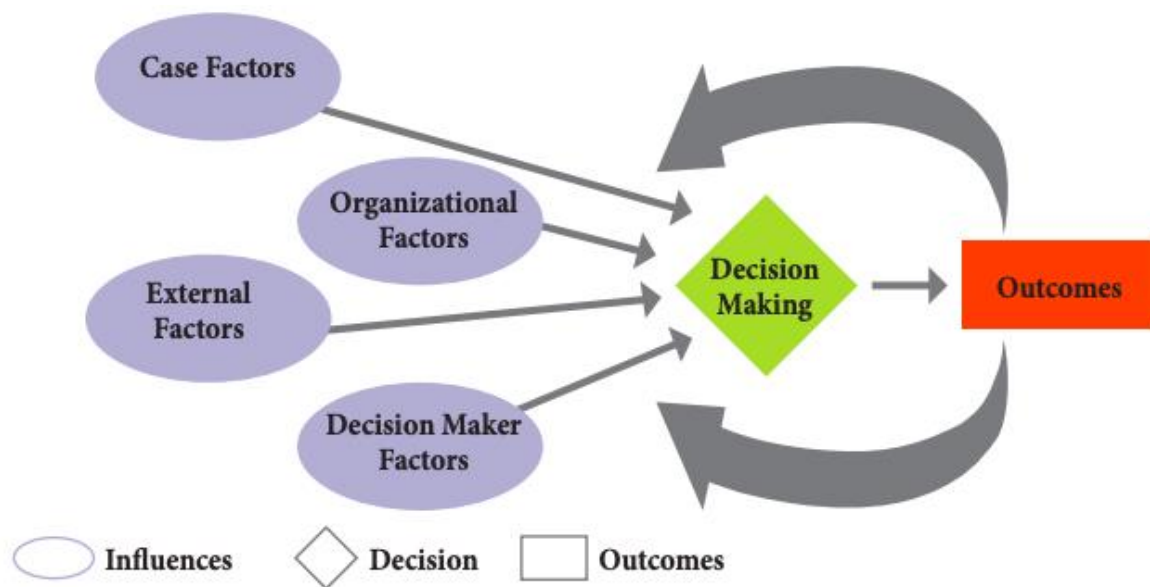 Case Factors
Organizational
Factors
External
Factors
Decision Maker
Factors
Decision
Making
Outcomes
Influences
Decision
Outcomes